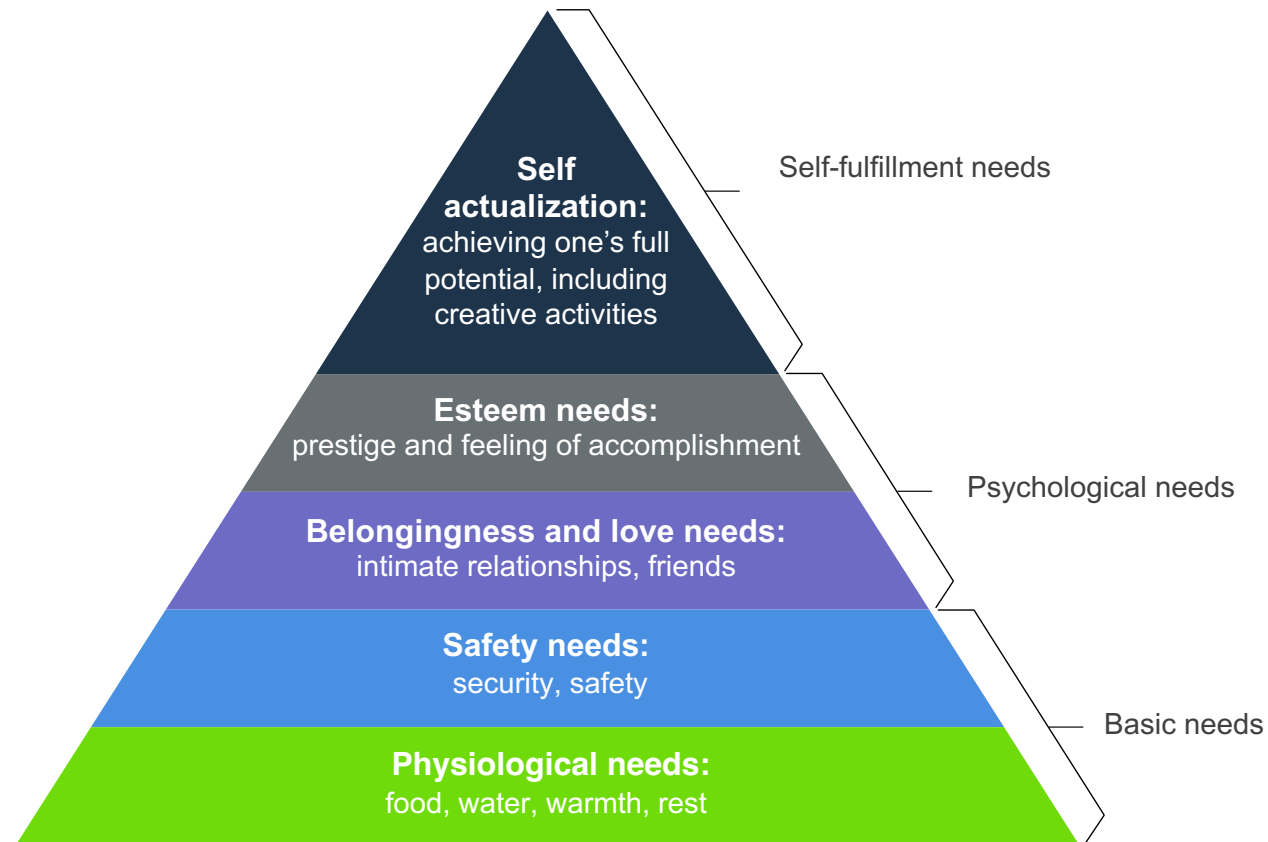 Self
actualization:
achieving one’s full
potential, including
creative activities
Self-fulfillment needs
Esteem needs:
prestige and feeling of accomplishment
Psychological needs
Belongingness and love needs:
intimate relationships, friends
Safety needs:
security, safety
Basic needs
Physiological needs:
food, water, warmth, rest